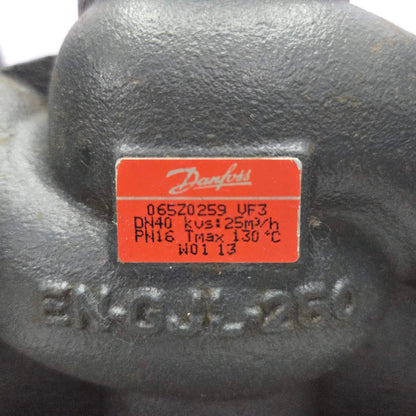 Danfoss
065Z0259 VF3
DN40 kvs:25m³/h
PN16 Tmax 130 °C
W01 13
EN-GJL-250